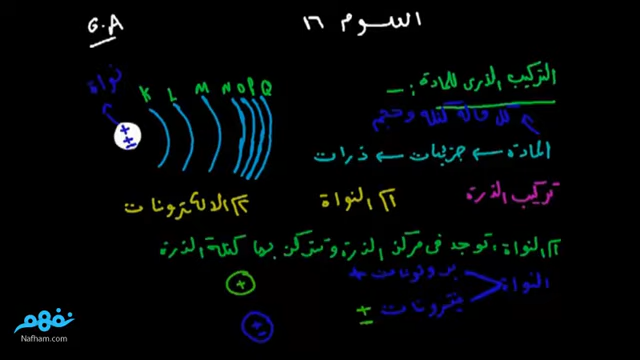 G.A
العلوم ١٦
التركيب الذرى للمادة :-
كل ماله كتلة وحجم
نواة
K L M N O P Q
المادة ← جزيئات ← ذرات
تركيب الذرة
١] النواة ٢] الالكترونات
١] النواة : توجد فى مركز الذرة وتتركز بها كتلة الذرة
النواة
بروتونات +
نيترونات ±
نفهم
Nafham.com